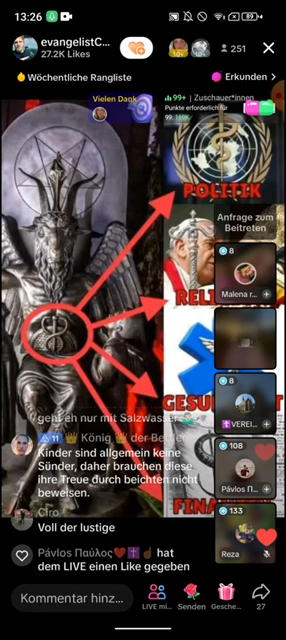 13:26
89
evangelistC...
27.2K Likes
251
Wöchentliche Rangliste
Erkunden >
Vielen Dank
99+ | Zuschauer*innen
Punkte erforderlich für
POLITIK
Anfrage zum
Beitreten
8
Malena r...
8
VEREI...
108
Pávlos Π...
133
Reza
geht eh nur mit Salzwasser
11 König der
Kinder sind allgemein keine
Sünder, daher brauchen diese
ihre Treue durch beichten nicht
beweisen.
Ciro
Voll der lustige
Pávlos Παύλος hat
dem LIVE einen Like gegeben
Kommentar hinz...
LIVE mi...
Senden
Gesche...
27